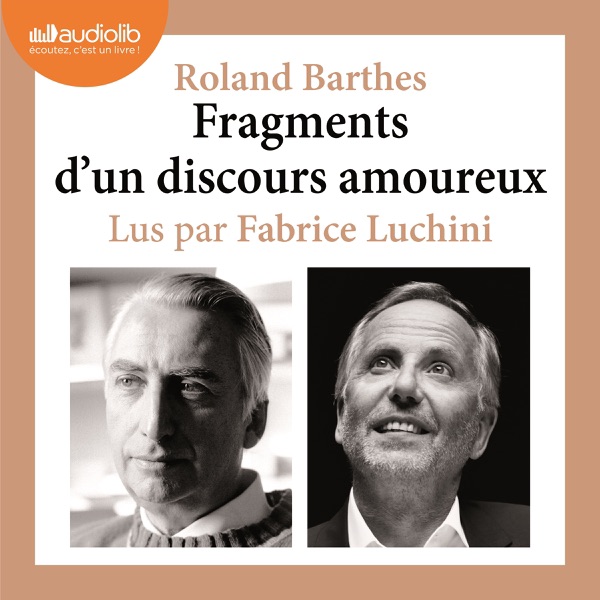 audiolib
écoutez, c'est un livre !
Roland Barthes
Fragments
d'un discours amoureux
Lus par Fabrice Luchini